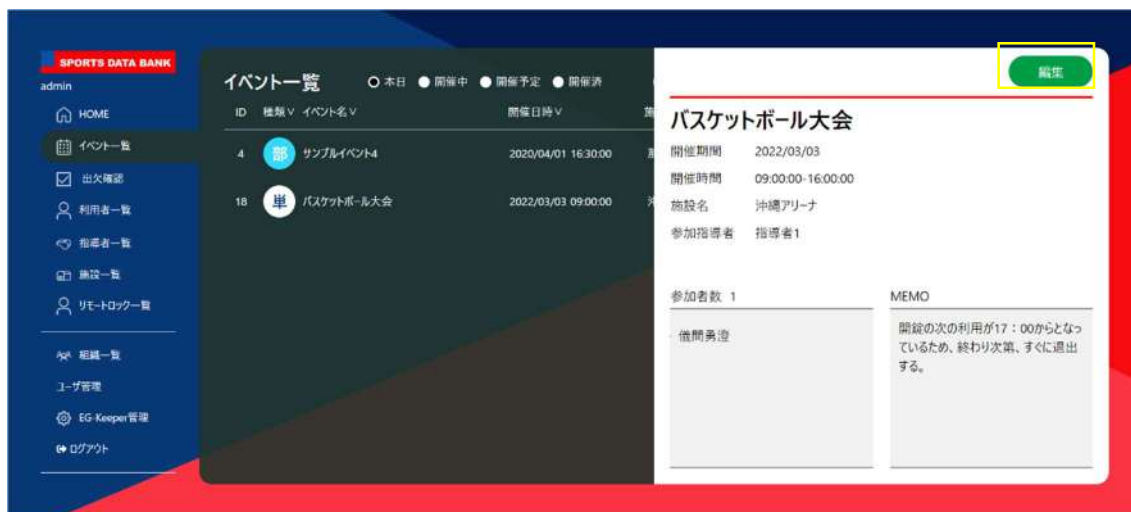 SPORTS DATA BANK
admin
HOME
イベント一覧
出欠確認
利用者一覧
指導者一覧
施設一覧
リモートロック一覧
組織一覧
ユーザ管理
EG-Keeper管理
ログアウト
イベント一覧 本日 開催中 開催予定 開催済
ID 種類∨ イベント名∨ 開催日時∨ 施
4 部 サンプルイベント4 2020/04/01 16:30:00
18 単 バスケットボール大会 2022/03/03 09:00:00
編集
バスケットボール大会
開催期間 2022/03/03
開催時間 09:00:00-16:00:00
施設名 沖縄アリーナ
参加指導者 指導者1
参加者数 1
儀間勇澄
MEMO
開錠の次の利用が17：00からとなっ
ているため、終わり次第、すぐに退出
する。